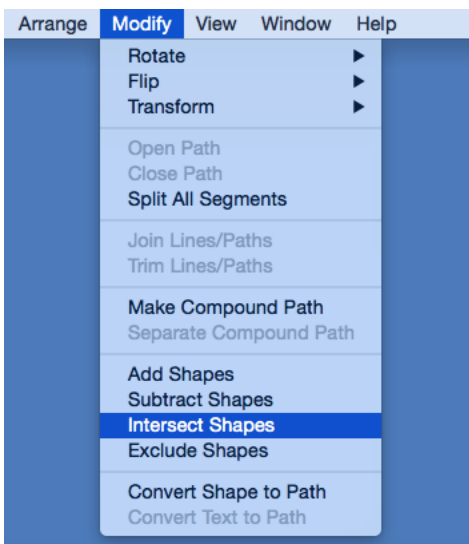 Arrange Modify View Window Help
Rotate
Flip
Transform
Open Path
Close Path
Split All Segments
Join Lines/Paths
Trim Lines/Paths
Make Compound Path
Separate Compound Path
Add Shapes
Subtract Shapes
Intersect Shapes
Exclude Shapes
Convert Shape to Path
Convert Text to Path